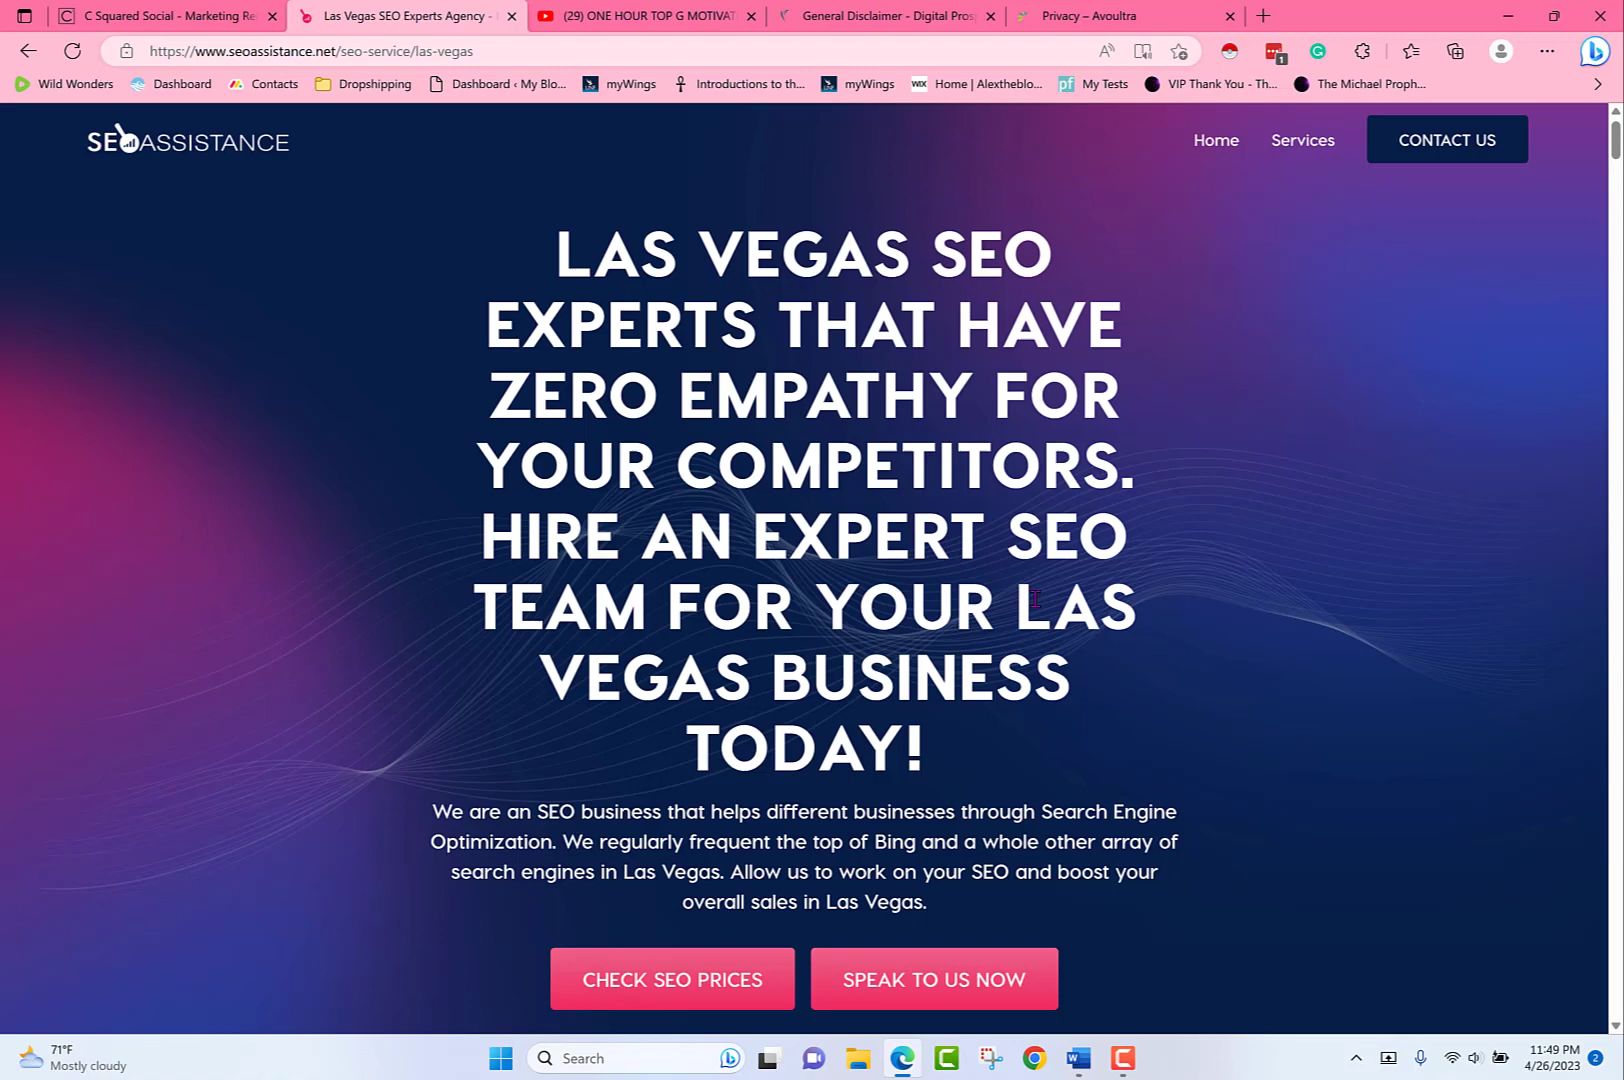 C Squared Social - Marketing Re
Las Vegas SEO Experts Agency -
(29) ONE HOUR TOP G MOTIVAT
General Disclaimer - Digital Pros
Privacy – Avoultra
https://www.seoassistance.net/seo-service/las-vegas
1
Wild Wonders
Dashboard
Contacts
Dropshipping
Dashboard ‹ My Blo...
myWings
Introductions to th...
myWings
WIX
Home | Alextheblo...
pf
My Tests
VIP Thank You - Th...
The Michael Proph...
SEOASSISTANCE
Home
Services
CONTACT US
LAS VEGAS SEO
EXPERTS THAT HAVE
ZERO EMPATHY FOR
YOUR COMPETITORS.
HIRE AN EXPERT SEO
TEAM FOR YOUR LAS
VEGAS BUSINESS
TODAY!
We are an SEO business that helps different businesses through Search Engine
Optimization. We regularly frequent the top of Bing and a whole other array of
search engines in Las Vegas. Allow us to work on your SEO and boost your
overall sales in Las Vegas.
CHECK SEO PRICES
SPEAK TO US NOW
71°F
Mostly cloudy
Search
11:49 PM
4/26/2023
2